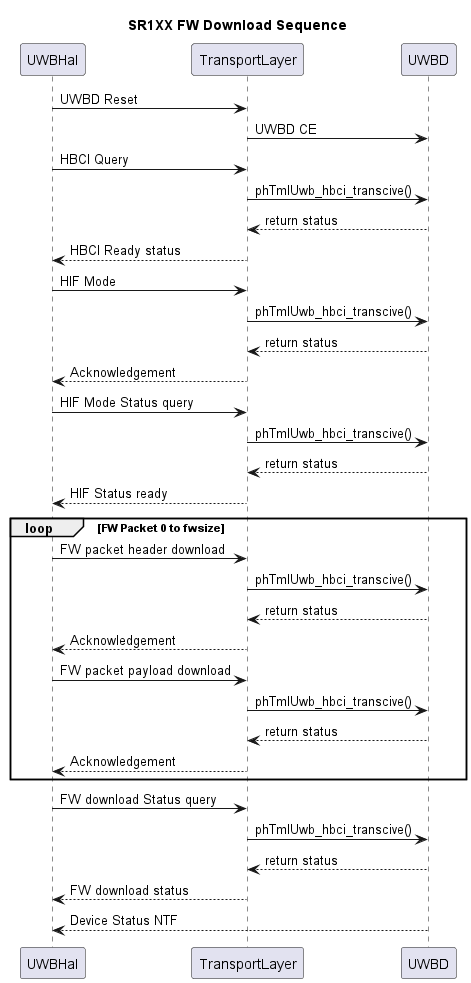 SR1XX FW Download Sequence
UWBHal
TransportLayer
UWBD
UWBD Reset
UWBD CE
HBCI Query
phTmlUwb_hbci_transcive()
return status
HBCI Ready status
HIF Mode
phTmlUwb_hbci_transcive()
return status
Acknowledgement
HIF Mode Status query
phTmlUwb_hbci_transcive()
return status
HIF Status ready
loop
[FW Packet 0 to fwsize]
FW packet header download
phTmlUwb_hbci_transcive()
return status
Acknowledgement
FW packet payload download
phTmlUwb_hbci_transcive()
return status
Acknowledgement
FW download Status query
phTmlUwb_hbci_transcive()
return status
FW download status
Device Status NTF
UWBHal
TransportLayer
UWBD